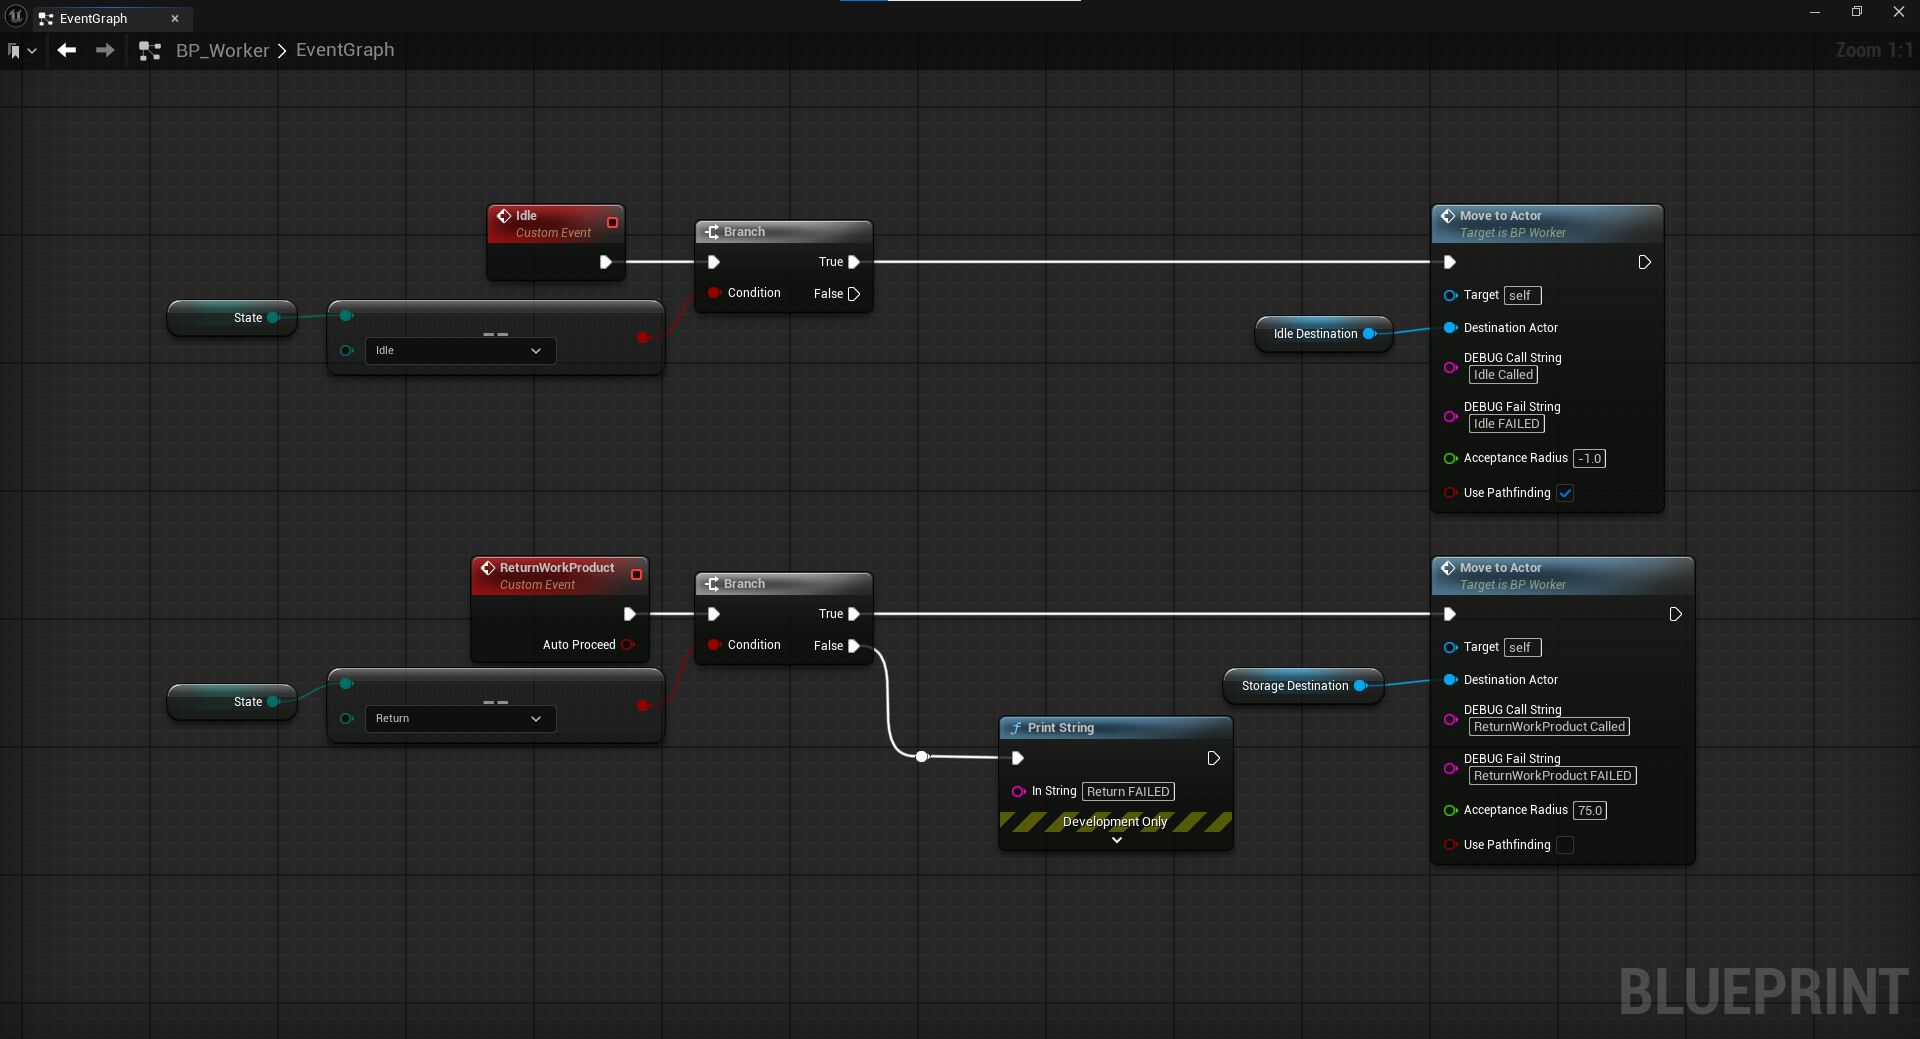 EventGraph
BP_Worker > EventGraph
Zoom 1:1
Idle
Custom Event
Branch
True
Condition
False
State
==
Idle
Move to Actor
Target is BP Worker
Target self
Idle Destination
Destination Actor
DEBUG Call String
Idle Called
DEBUG Fail String
Idle FAILED
Acceptance Radius -1.0
Use Pathfinding
ReturnWorkProduct
Custom Event
Auto Proceed
Branch
True
Condition
False
State
==
Return
Print String
In String Return FAILED
Development Only
Move to Actor
Target is BP Worker
Target self
Storage Destination
Destination Actor
DEBUG Call String
ReturnWorkProduct Called
DEBUG Fail String
ReturnWorkProduct FAILED
Acceptance Radius 75.0
Use Pathfinding
BLUEPRINT